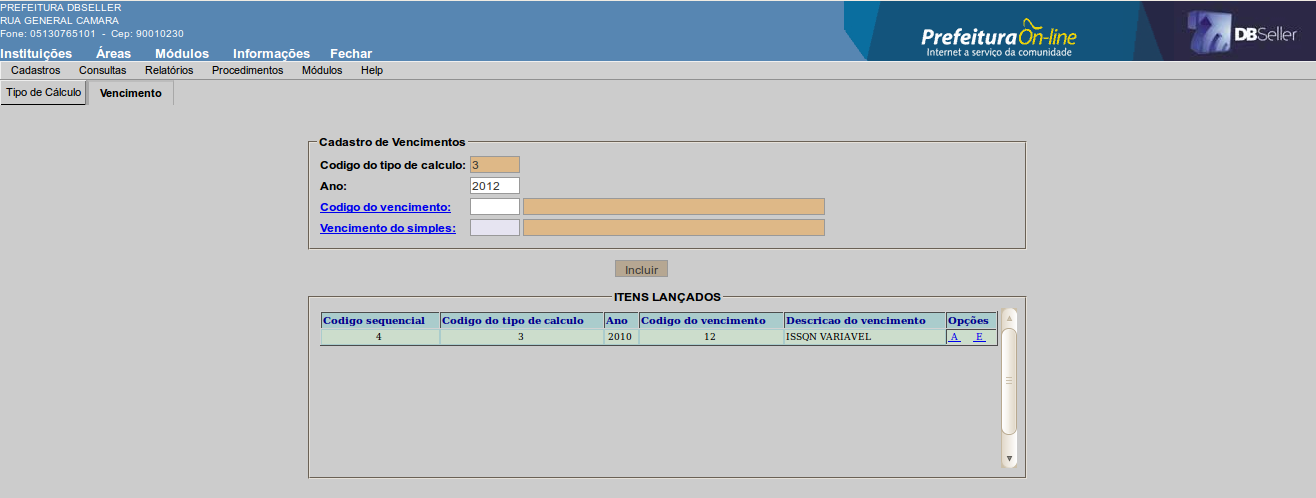 PREFEITURA DBSELLER
RUA GENERAL CAMARA
Fone: 05130765101 - Cep: 90010230
PrefeituraOn-line
Internet a serviço da comunidade
DBSeller
Instituições Áreas Módulos Informações Fechar
Cadastros Consultas Relatórios Procedimentos Módulos Help
Tipo de Cálculo Vencimento
Cadastro de Vencimentos
Codigo do tipo de calculo: 3
Ano: 2012
Codigo do vencimento:
Vencimento do simples:
Incluir
ITENS LANÇADOS
Codigo sequencial Codigo do tipo de calculo Ano Codigo do vencimento Descricao do vencimento Opções
4 3 2010 12 ISSQN VARIAVEL A E